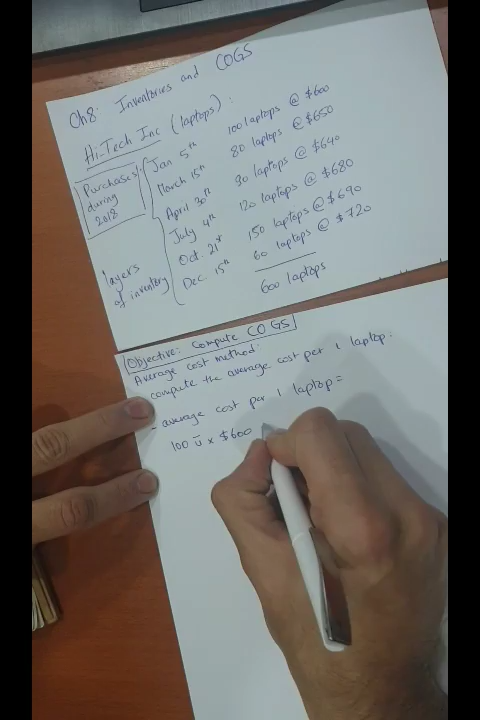 Ch8: Inventories and COGS
Hi-Tech Inc (laptops):
Purchases during 2018
Jan 5th 100 laptops @ $600
March 15th 80 laptops @ $650
April 30th 90 laptops @ $640
July 4th 120 laptops @ $680
Oct. 21st 150 laptops @ $690
Dec 15th 60 laptops @ $720
600 laptops
layers of inventory
Objective: Compute COGS
Average cost method:
- compute the average cost per 1 laptop:
- average cost per 1 laptop =
100 u x $600